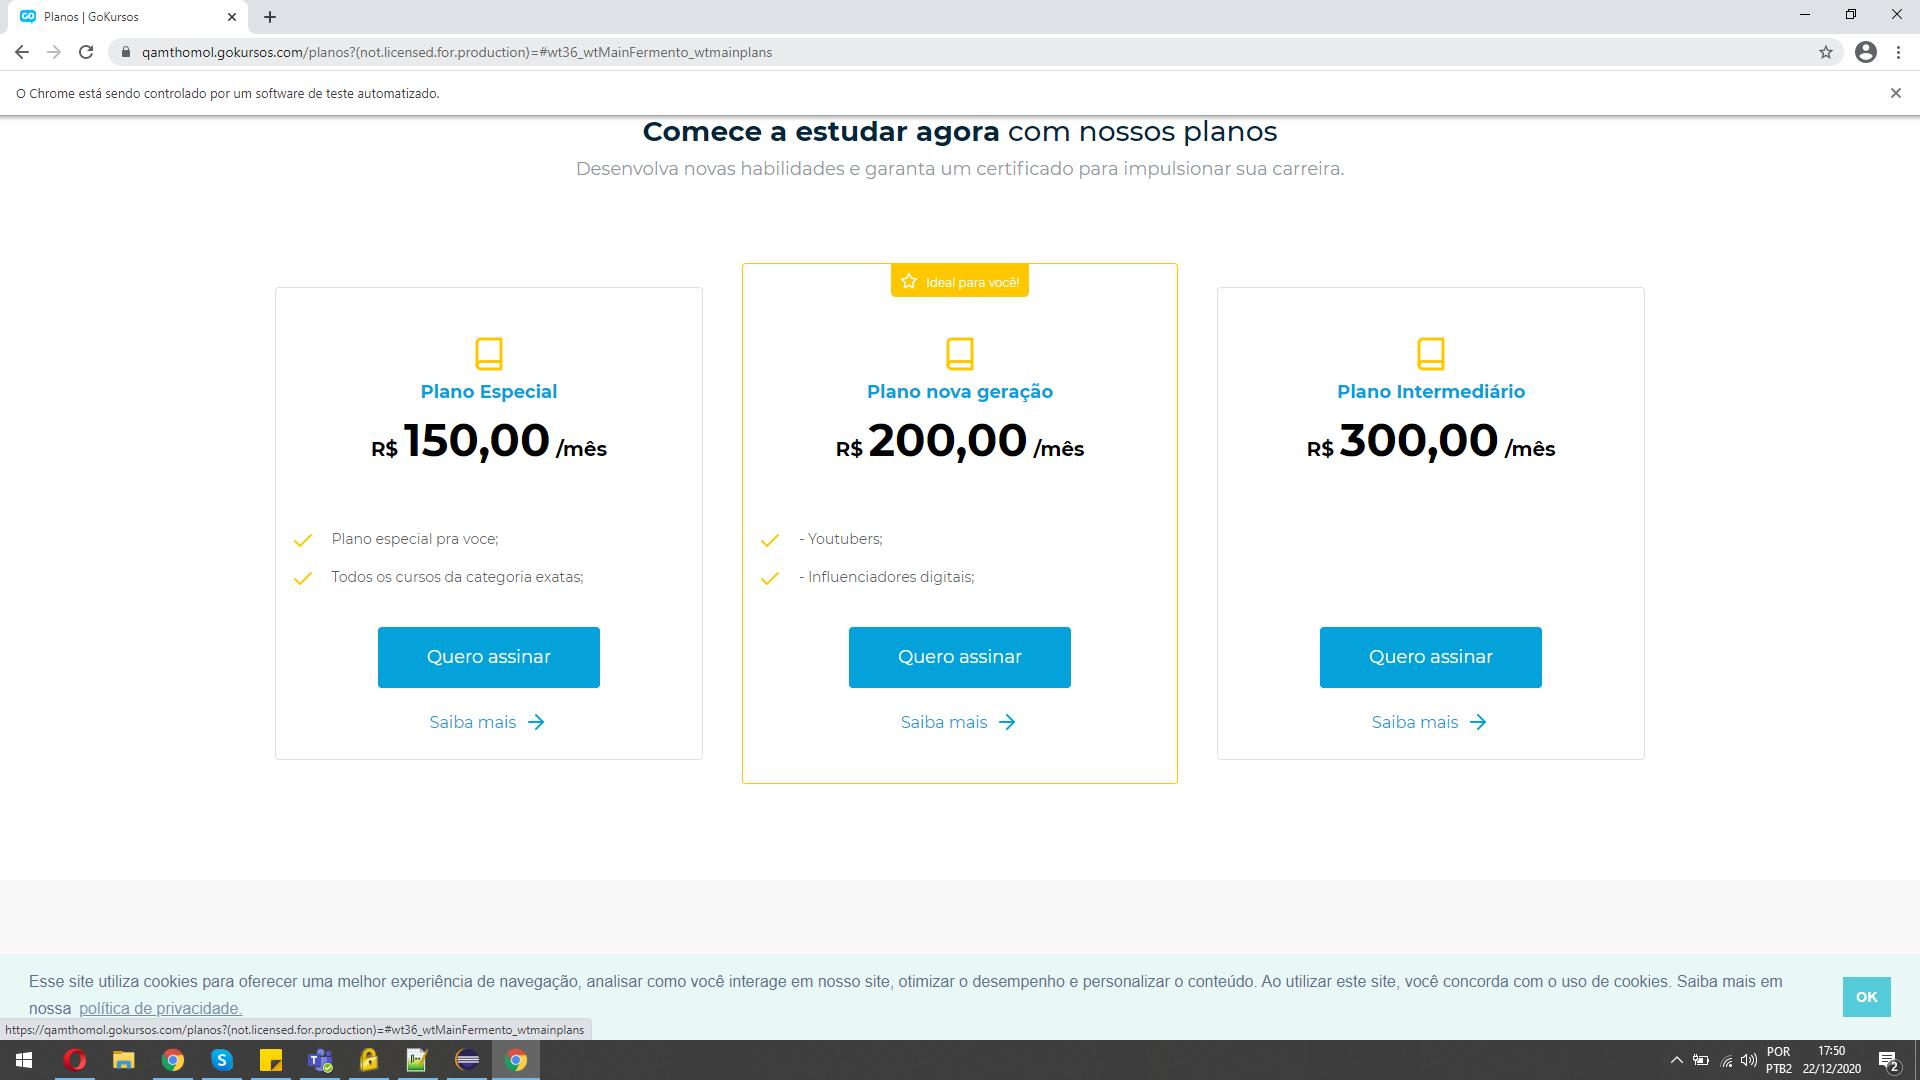 Planos | GoKursos
qamthomol.gokursos.com/planos?(not.licensed.for.production)=#wt36_wtMainFermento_wtmainplans
O Chrome está sendo controlado por um software de teste automatizado.
Comece a estudar agora com nossos planos
Desenvolva novas habilidades e garanta um certificado para impulsionar sua carreira.
Plano Especial
R$ 150,00 /mês
Plano especial pra voce;
Todos os cursos da categoria exatas;
Quero assinar
Saiba mais
Ideal para você!
Plano nova geração
R$ 200,00 /mês
- Youtubers;
- Influenciadores digitais;
Quero assinar
Saiba mais
Plano Intermediário
R$ 300,00 /mês
Quero assinar
Saiba mais
Esse site utiliza cookies para oferecer uma melhor experiência de navegação, analisar como você interage em nosso site, otimizar o desempenho e personalizar o conteúdo. Ao utilizar este site, você concorda com o uso de cookies. Saiba mais em
nossa política de privacidade.
OK
https://qamthomol.gokursos.com/planos?(not.licensed.for.production)=#wt36_wtMainFermento_wtmainplans
POR
PTB2
17:50
22/12/2020
2